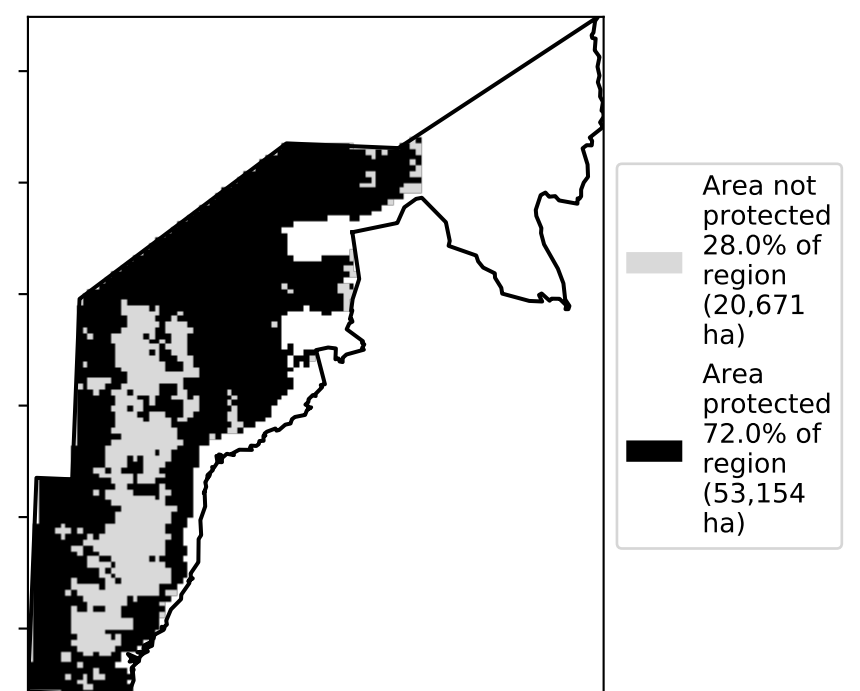 Area not
protected
28.0% of
region
(20,671
ha)
Area
protected
72.0% of
region
(53,154
ha)